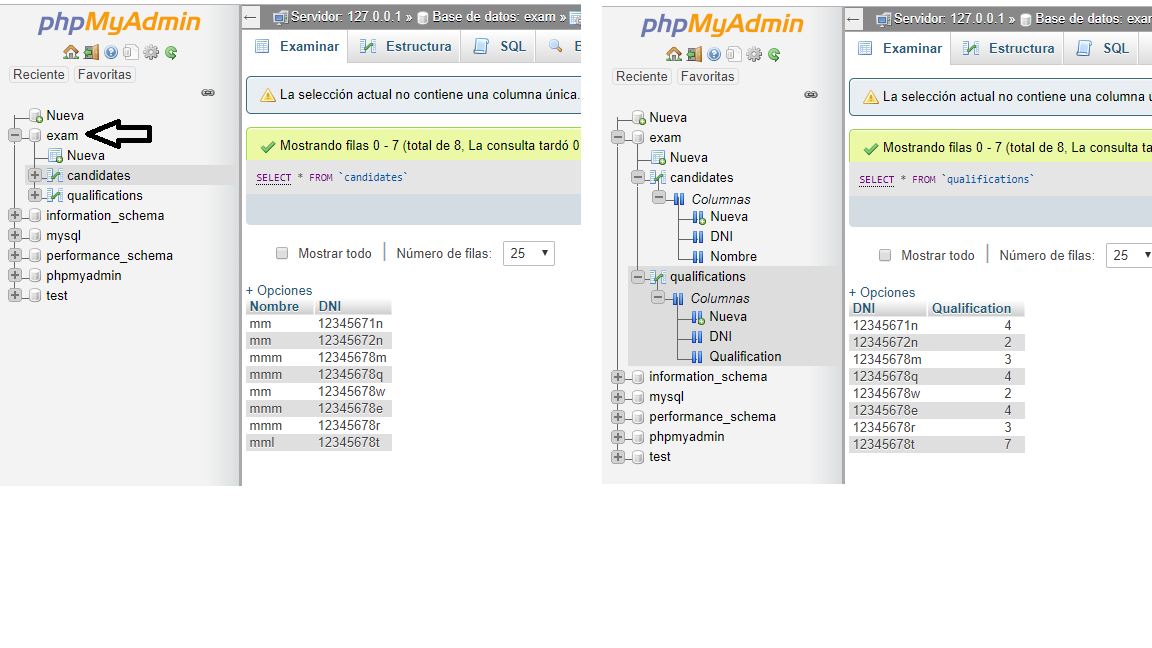 phpMyAdmin
Reciente Favoritas
Nueva
exam
Nueva
candidates
qualifications
information_schema
mysql
performance_schema
phpmyadmin
test
Servidor: 127.0.0.1 » Base de datos: exam »
Examinar Estructura SQL E
La selección actual no contiene una columna única.
Mostrando filas 0 - 7 (total de 8, La consulta tardó 0
SELECT * FROM `candidates`
Mostrar todo Número de filas: 25
+ Opciones
Nombre DNI
mm 12345671n
mm 12345672n
mmm 12345678m
mmm 12345678q
mm 12345678w
mmm 12345678e
mmm 12345678r
mml 12345678t
phpMyAdmin
Reciente Favoritas
Nueva
exam
Nueva
candidates
Columnas
Nueva
DNI
Nombre
qualifications
Columnas
Nueva
DNI
Qualification
information_schema
mysql
performance_schema
phpmyadmin
test
Servidor: 127.0.0.1 » Base de datos: exam
Examinar Estructura SQL
La selección actual no contiene una columna
Mostrando filas 0 - 7 (total de 8, La consulta ta
SELECT * FROM `qualifications`
Mostrar todo Número de filas: 25
+ Opciones
DNI Qualification
12345671n 4
12345672n 2
12345678m 3
12345678q 4
12345678w 2
12345678e 4
12345678r 3
12345678t 7